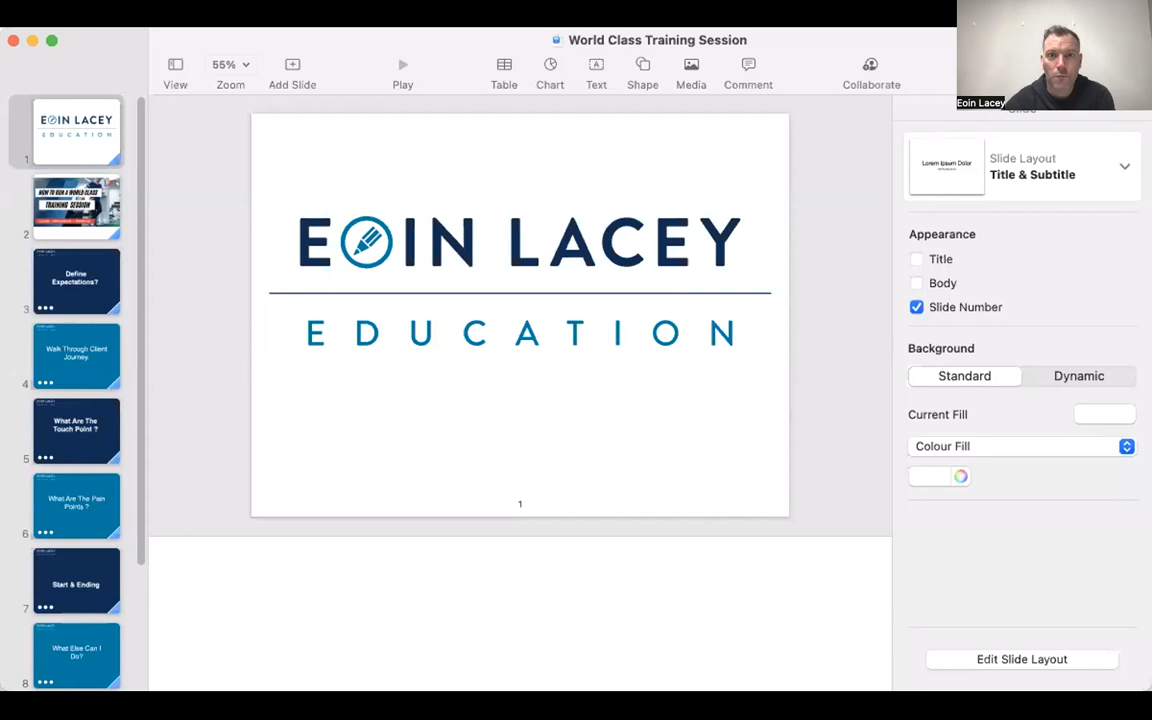 World Class Training Session
View
55%
Zoom
Add Slide
Play
Table
Chart
Text
Shape
Media
Comment
Collaborate
Eoin Lacey
EOIN LACEY
EDUCATION
1
HOW TO RUN A WORLD CLASS
TRAINING SESSION
2
Define
Expectations?
3
Walk Through Client
Journey
4
What Are The
Touch Point ?
5
What Are The Pain
Points ?
6
Start & Ending
7
What Else Can I
Do?
8
EOIN LACEY
EDUCATION
1
Lorem Ipsum Dolor
Slide Layout
Title & Subtitle
Appearance
Title
Body
Slide Number
Background
Standard
Dynamic
Current Fill
Colour Fill
Edit Slide Layout